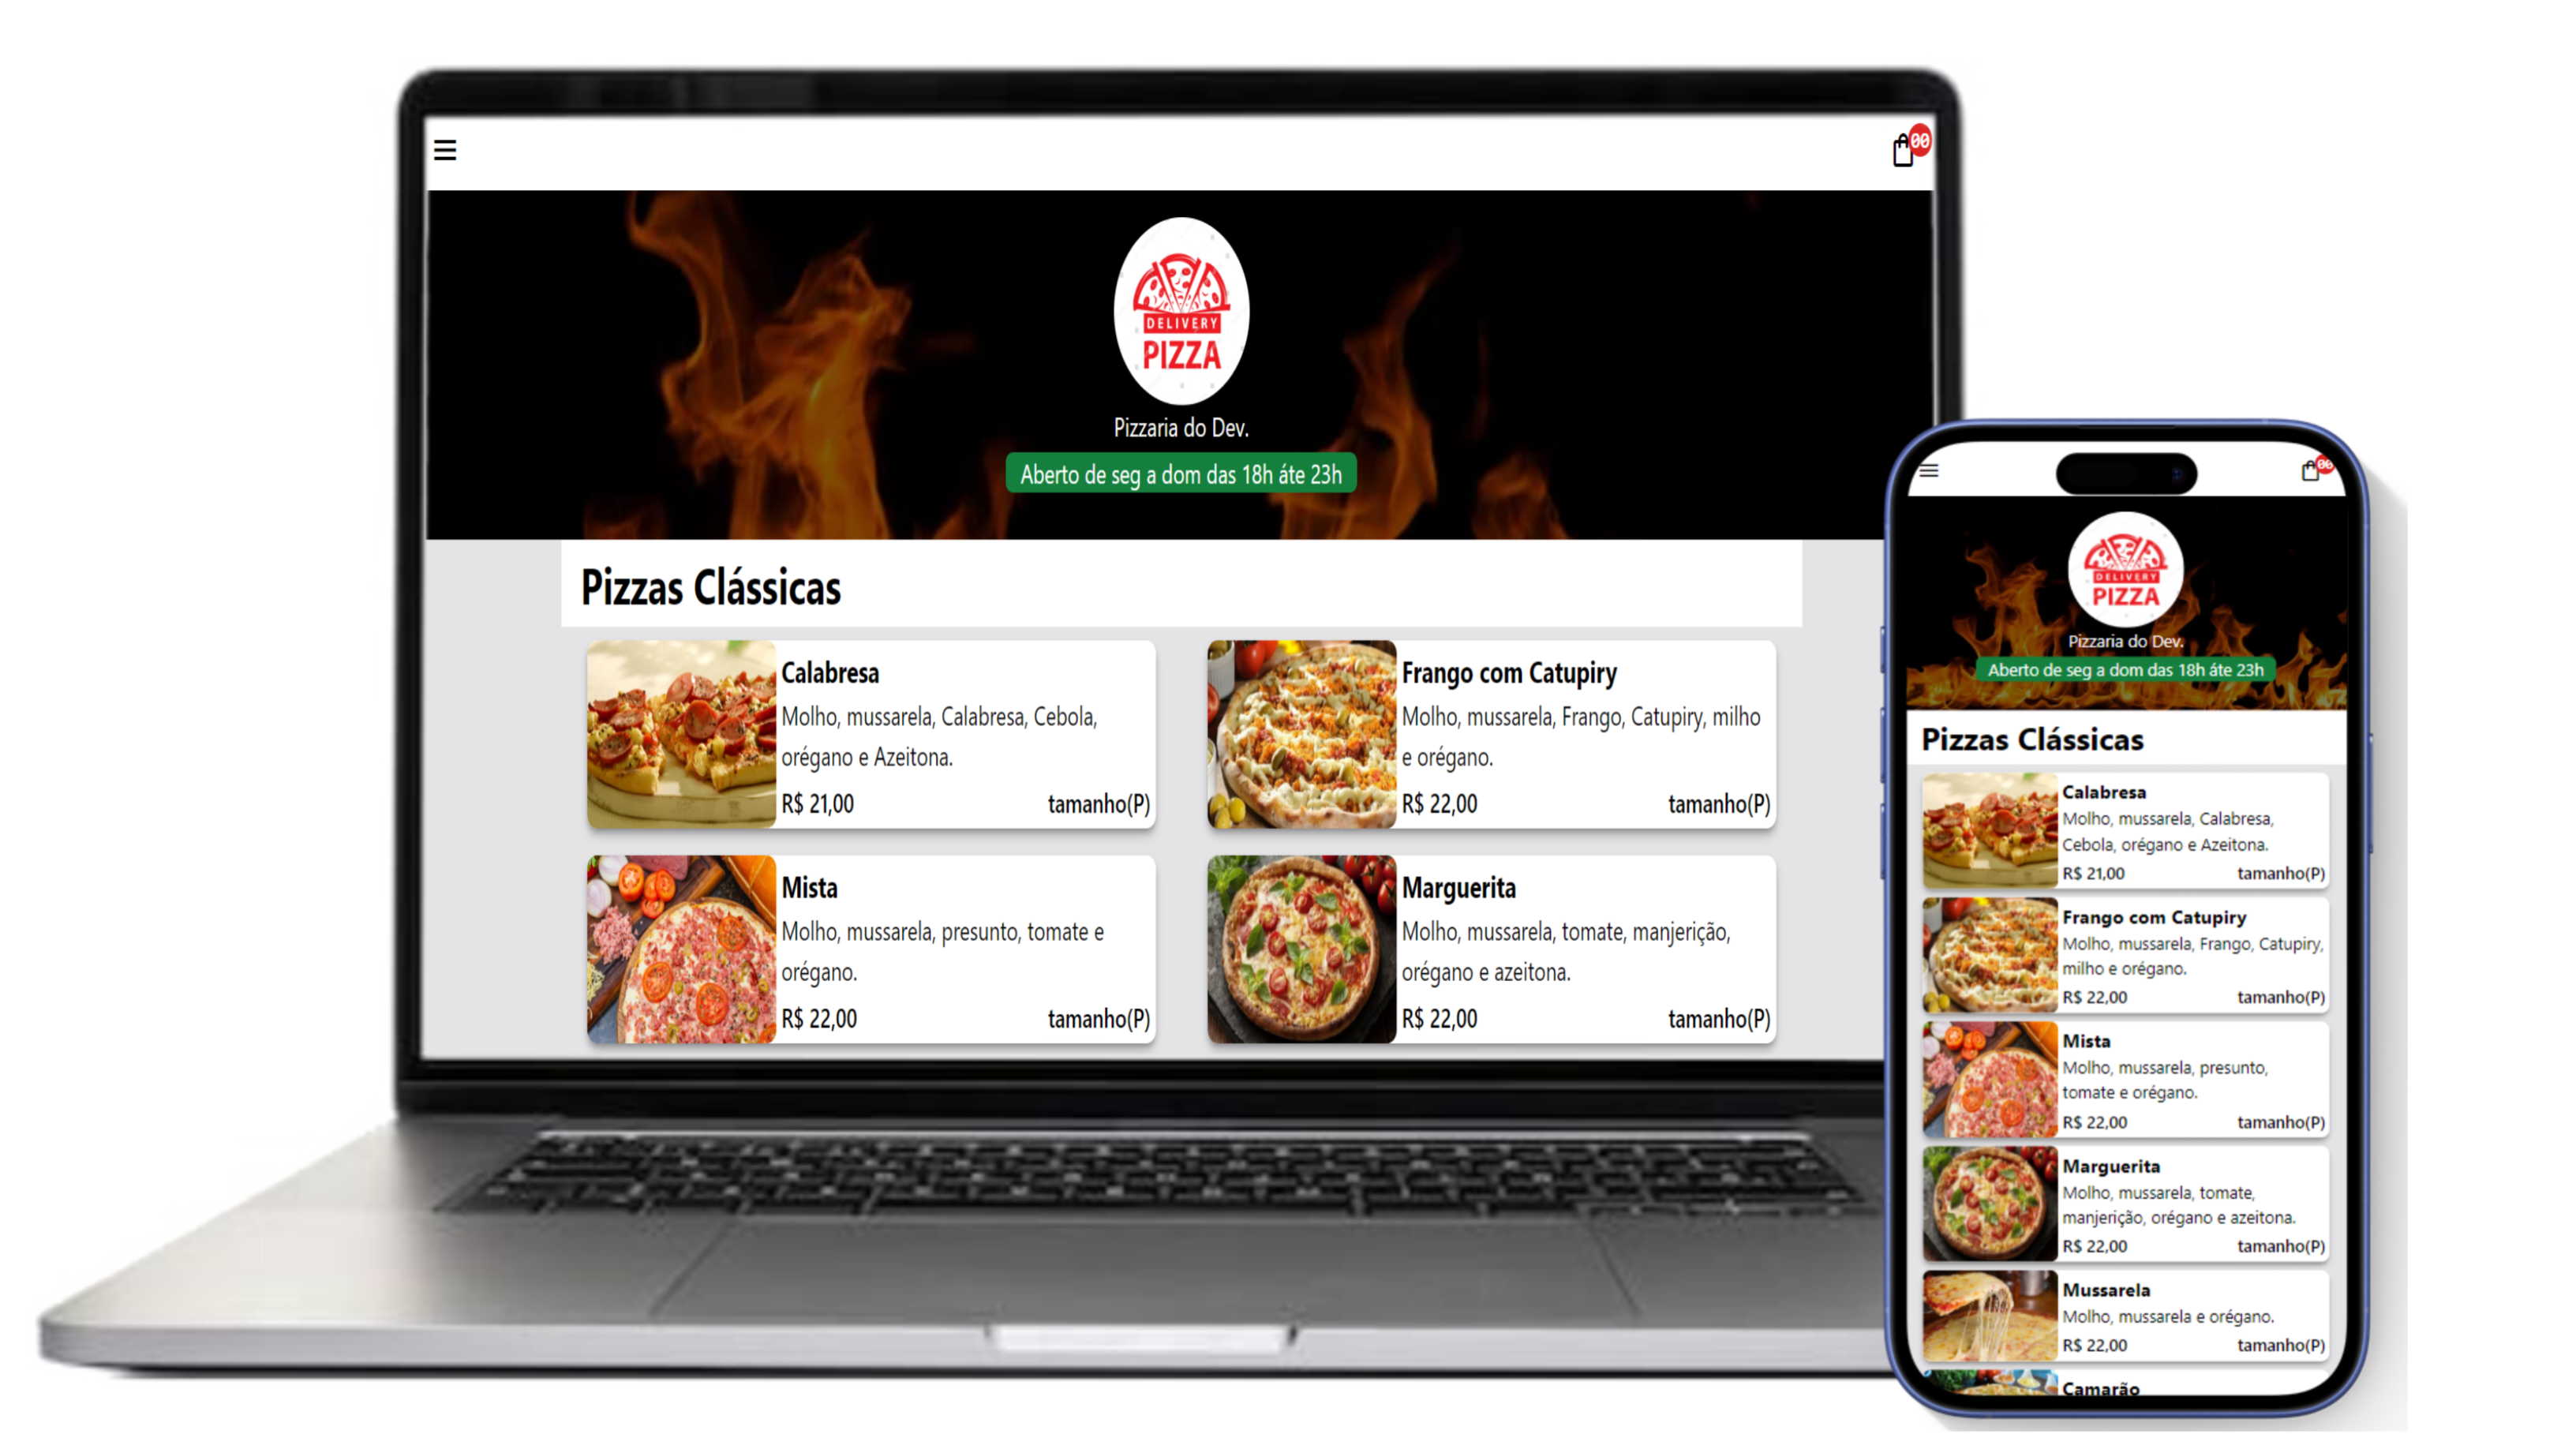 00
DELIVERY
PIZZA
Pizzaria do Dev.
Aberto de seg a dom das 18h áte 23h
Pizzas Clássicas
Calabresa
Molho, mussarela, Calabresa, Cebola,
orégano e Azeitona.
R$ 21,00 tamanho(P)
Frango com Catupiry
Molho, mussarela, Frango, Catupiry, milho
e orégano.
R$ 22,00 tamanho(P)
Mista
Molho, mussarela, presunto, tomate e
orégano.
R$ 22,00 tamanho(P)
Marguerita
Molho, mussarela, tomate, manjerição,
orégano e azeitona.
R$ 22,00 tamanho(P)
00
DELIVERY
PIZZA
Pizzaria do Dev.
Aberto de seg a dom das 18h áte 23h
Pizzas Clássicas
Calabresa
Molho, mussarela, Calabresa,
Cebola, orégano e Azeitona.
R$ 21,00 tamanho(P)
Frango com Catupiry
Molho, mussarela, Frango, Catupiry,
milho e orégano.
R$ 22,00 tamanho(P)
Mista
Molho, mussarela, presunto,
tomate e orégano.
R$ 22,00 tamanho(P)
Marguerita
Molho, mussarela, tomate,
manjerição, orégano e azeitona.
R$ 22,00 tamanho(P)
Mussarela
Molho, mussarela e orégano.
R$ 22,00 tamanho(P)
Camarão